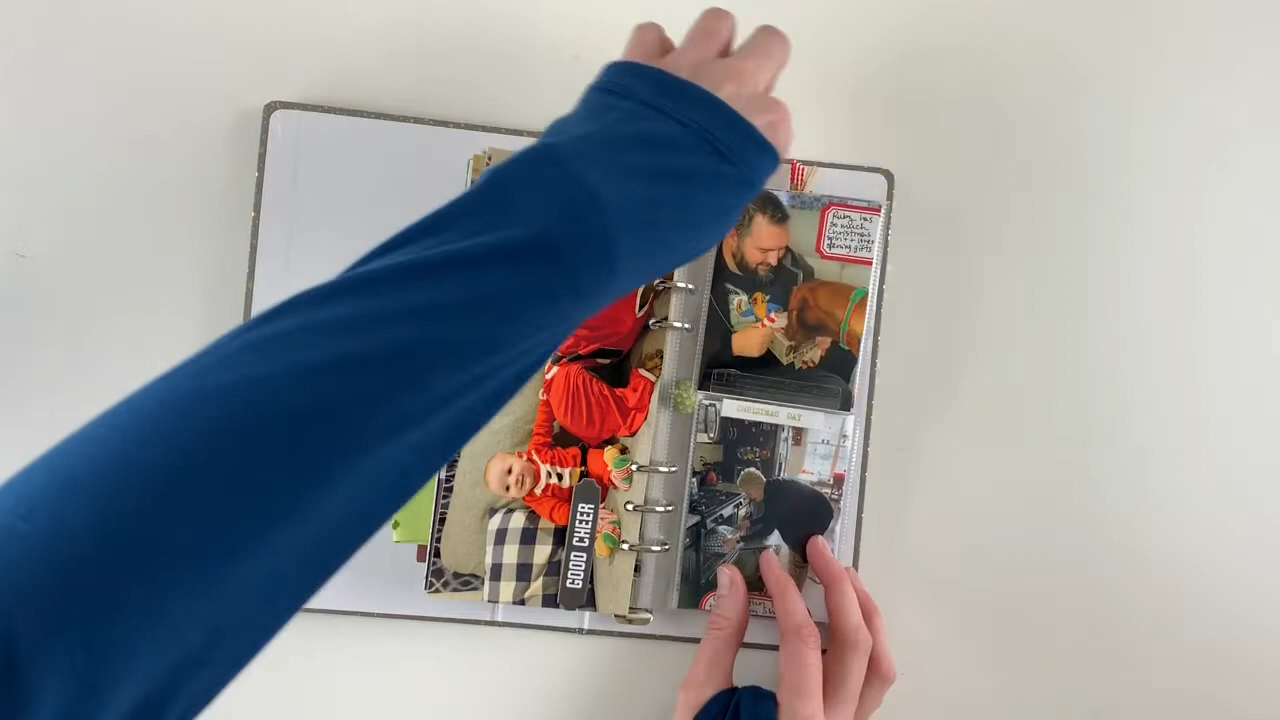 Ruby has
so much
Christmas
spirit + loves
opening gifts
CHRISTMAS DAY
GOOD CHEER